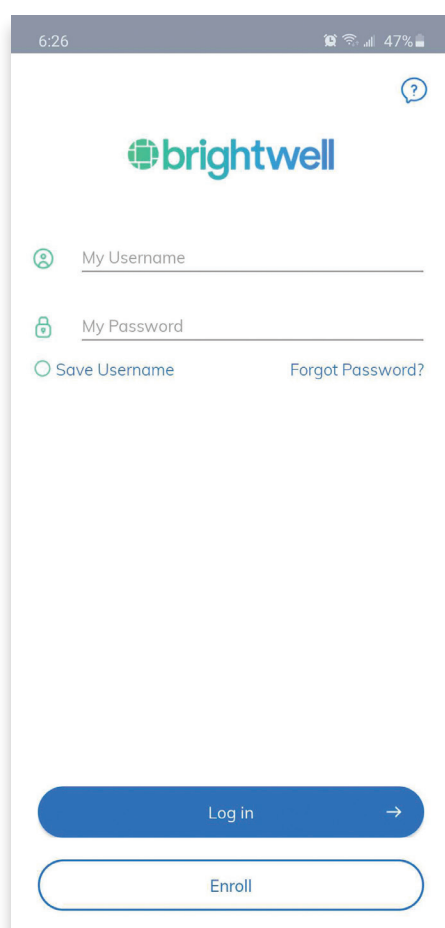 6:26 47%
?
brightwell
My Username
My Password
Save Username Forgot Password?
Log in →
Enroll